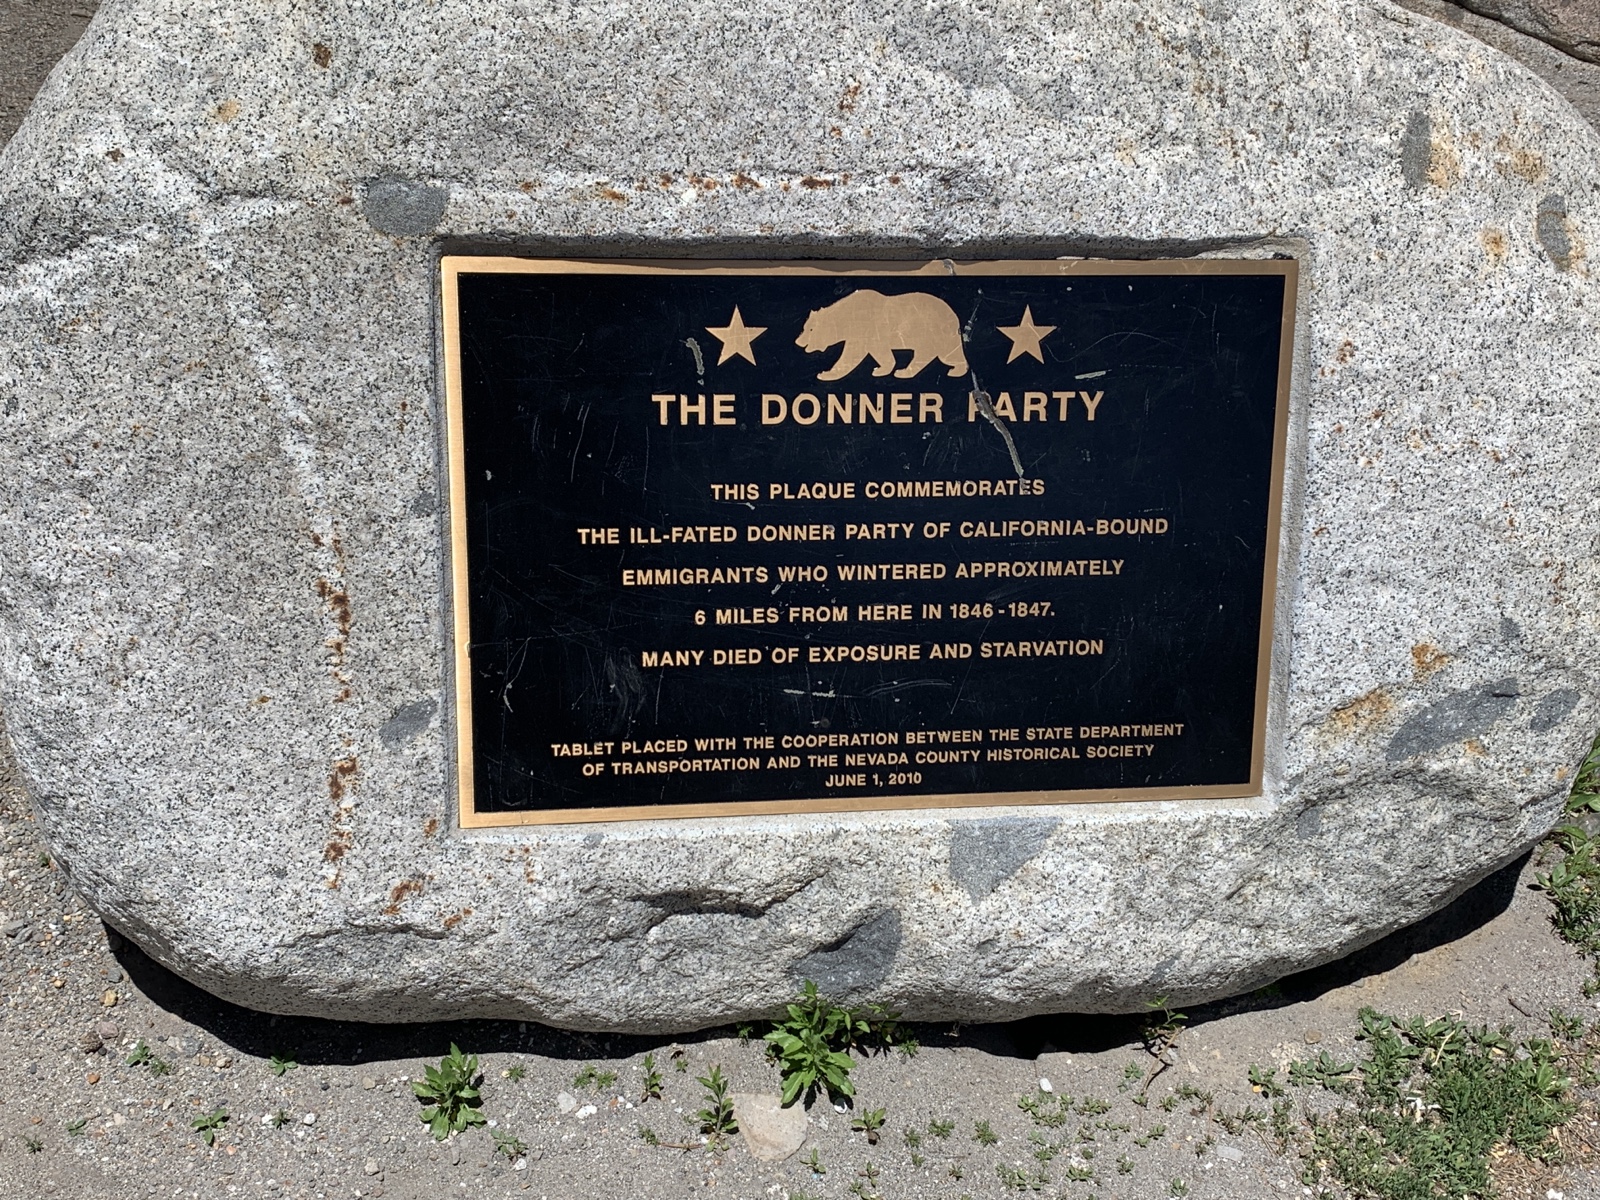 THE DONNER PARTY
THIS PLAQUE COMMEMORATES
THE ILL-FATED DONNER PARTY OF CALIFORNIA-BOUND
EMMIGRANTS WHO WINTERED APPROXIMATELY
6 MILES FROM HERE IN 1846-1847.
MANY DIED OF EXPOSURE AND STARVATION
TABLET PLACED WITH THE COOPERATION BETWEEN THE STATE DEPARTMENT
OF TRANSPORTATION AND THE NEVADA COUNTY HISTORICAL SOCIETY
JUNE 1, 2010